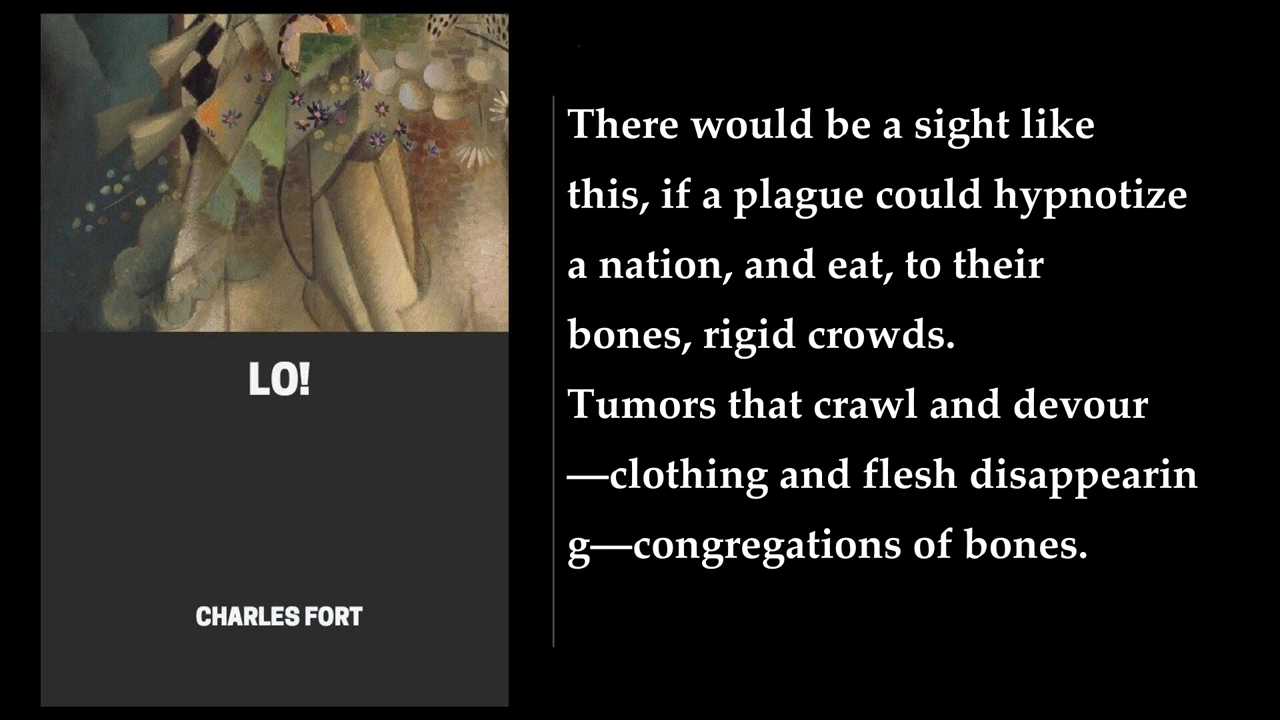 LO!
CHARLES FORT
There would be a sight like
this, if a plague could hypnotize
a nation, and eat, to their
bones, rigid crowds.
Tumors that crawl and devour
—clothing and flesh disappearin
g—congregations of bones.